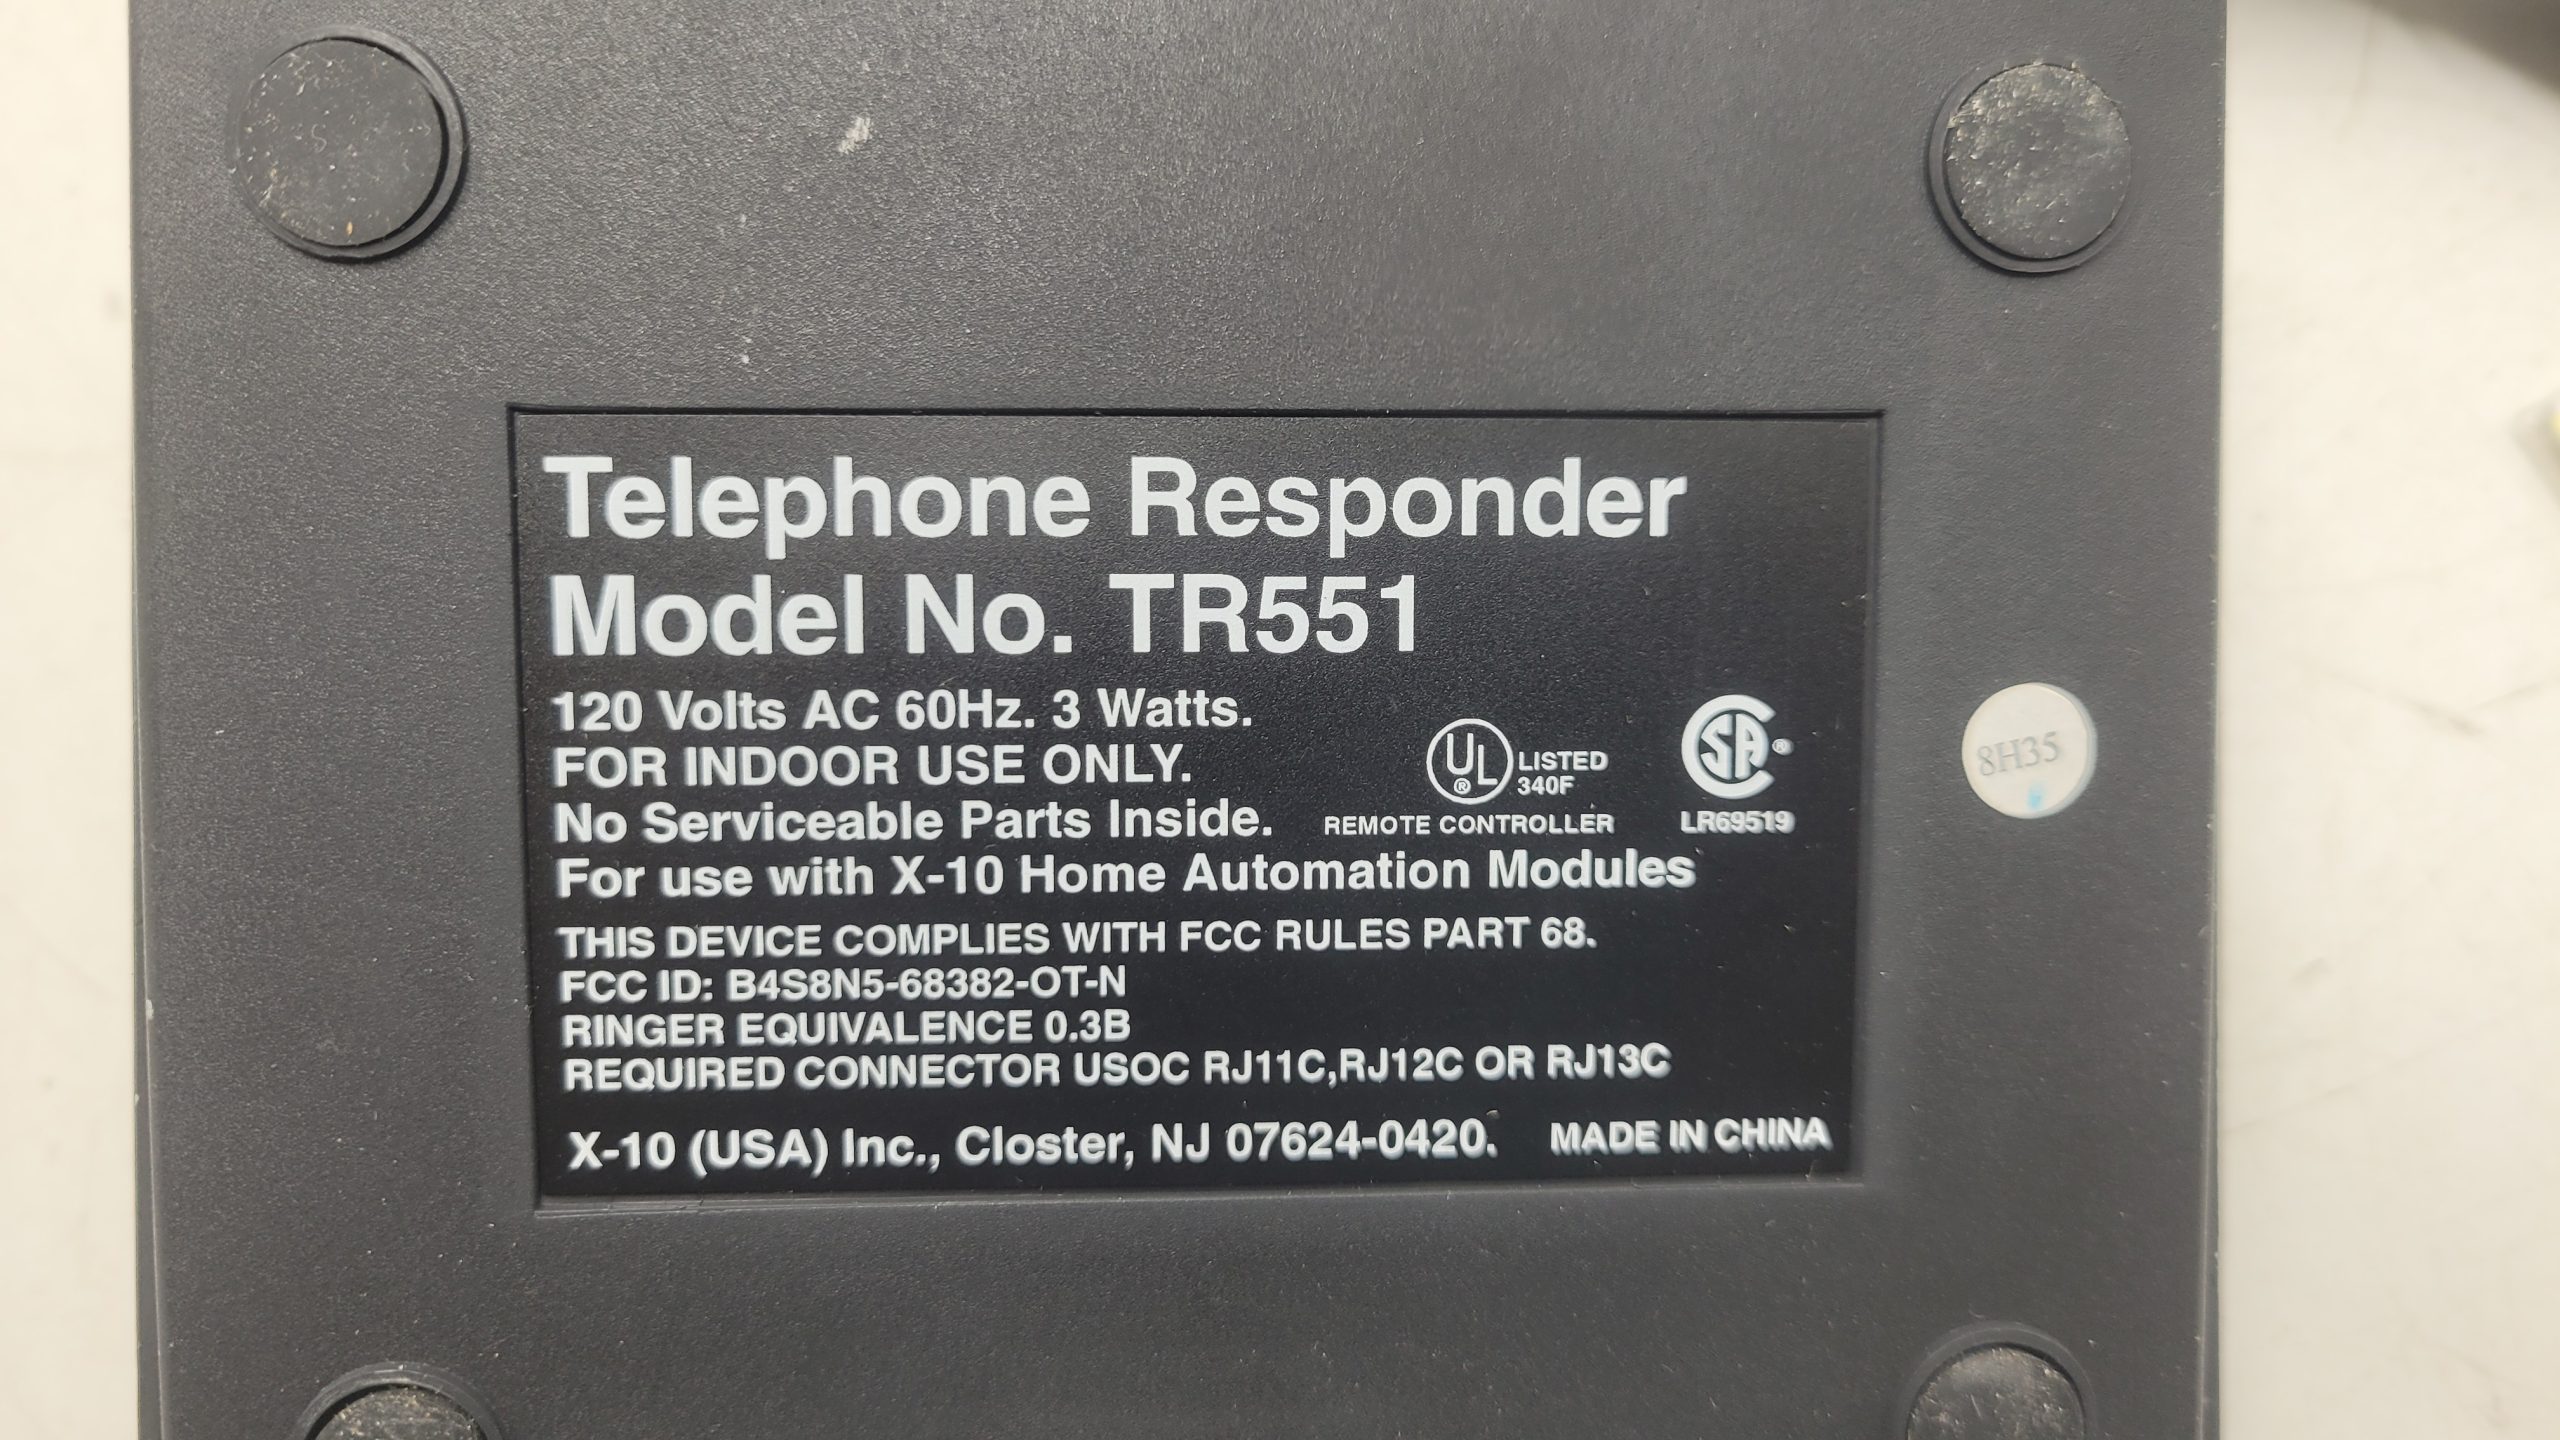 Telephone Responder
Model No. TR551
120 Volts AC 60Hz. 3 Watts.
FOR INDOOR USE ONLY.
No Serviceable Parts Inside.
UL
®
LISTED
340F
REMOTE CONTROLLER
SA
®
LR69519
For use with X-10 Home Automation Modules
THIS DEVICE COMPLIES WITH FCC RULES PART 68.
FCC ID: B4S8N5-68382-OT-N
RINGER EQUIVALENCE 0.3B
REQUIRED CONNECTOR USOC RJ11C,RJ12C OR RJ13C
X-10 (USA) Inc., Closter, NJ 07624-0420. MADE IN CHINA
8H35